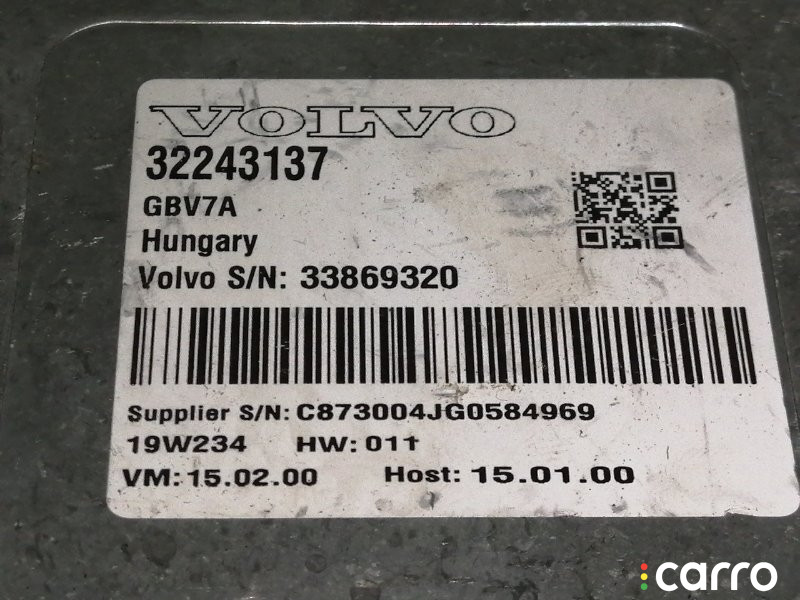 VOLVO
32243137
GBV7A
Hungary
Volvo S/N: 33869320
Supplier S/N: C873004JG0584969
19W234 HW: 011
VM: 15.02.00 Host: 15.01.00
carro